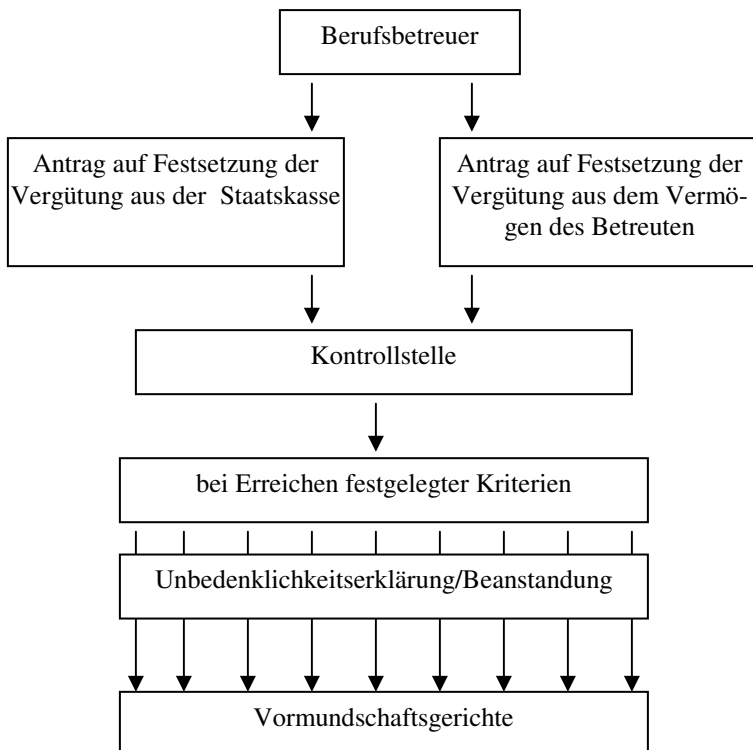 Berufsbetreuer
Antrag auf Festsetzung der
Vergütung aus der Staatskasse
Antrag auf Festsetzung der
Vergütung aus dem Vermö-
gen des Betreuten
Kontrollstelle
bei Erreichen festgelegter Kriterien
Unbedenklichkeitserklärung/Beanstandung
Vormundschaftsgerichte